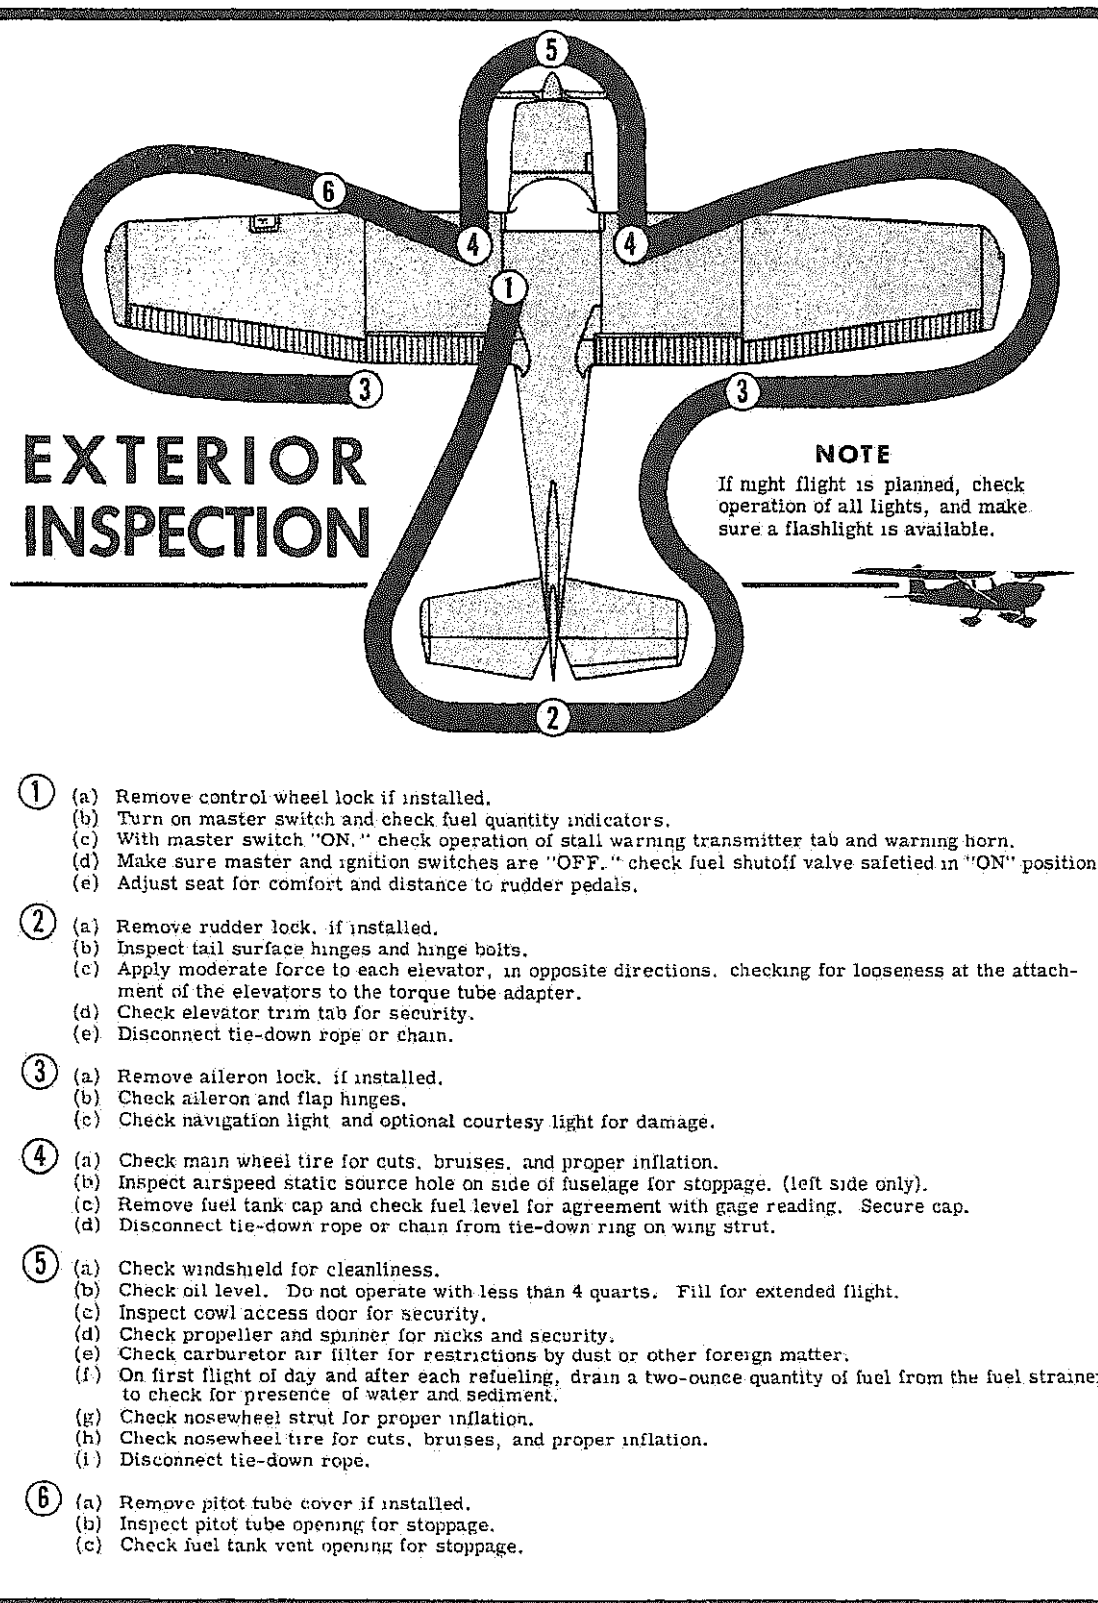 5
6
4
4
1
3
3
EXTERIOR
INSPECTION
NOTE
If night flight is planned, check
operation of all lights, and make
sure a flashlight is available.
2
1 (a) Remove control wheel lock if installed.
(b) Turn on master switch and check fuel quantity indicators.
(c) With master switch "ON," check operation of stall warning transmitter tab and warning horn.
(d) Make sure master and ignition switches are "OFF." check fuel shutoff valve safetied in "ON" position
(e) Adjust seat for comfort and distance to rudder pedals.
2 (a) Remove rudder lock, if installed.
(b) Inspect tail surface hinges and hinge bolts.
(c) Apply moderate force to each elevator, in opposite directions, checking for looseness at the attach-
ment of the elevators to the torque tube adapter.
(d) Check elevator trim tab for security.
(e) Disconnect tie-down rope or chain.
3 (a) Remove aileron lock, if installed.
(b) Check aileron and flap hinges.
(c) Check navigation light and optional courtesy light for damage.
4 (a) Check main wheel tire for cuts, bruises, and proper inflation.
(b) Inspect airspeed static source hole on side of fuselage for stoppage. (left side only).
(c) Remove fuel tank cap and check fuel level for agreement with gage reading. Secure cap.
(d) Disconnect tie-down rope or chain from tie-down ring on wing strut.
5 (a) Check windshield for cleanliness.
(b) Check oil level. Do not operate with less than 4 quarts. Fill for extended flight.
(c) Inspect cowl access door for security.
(d) Check propeller and spinner for nicks and security.
(e) Check carburetor air filter for restrictions by dust or other foreign matter.
(f) On first flight of day and after each refueling, drain a two-ounce quantity of fuel from the fuel strainer
to check for presence of water and sediment.
(g) Check nosewheel strut for proper inflation.
(h) Check nosewheel tire for cuts, bruises, and proper inflation.
(i) Disconnect tie-down rope.
6 (a) Remove pitot tube cover if installed.
(b) Inspect pitot tube opening for stoppage.
(c) Check fuel tank vent opening for stoppage.